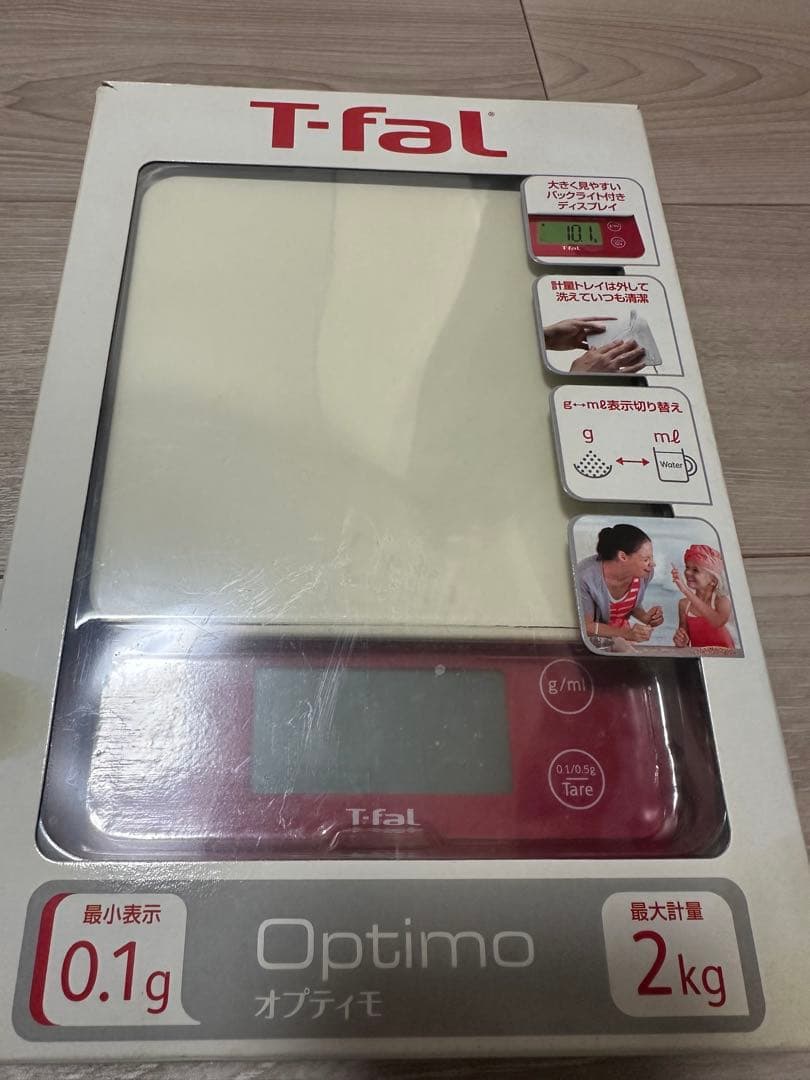 T-fal®
大きく見やすい
バックライト付き
ディスプレイ
10.1g
T-fal
計量トレイは外して
洗えていつも清潔
g↔mℓ表示切り替え
g
mℓ
Water
g/ml
0.1/0.5g
Tare
T-fal
最小表示
0.1g
Optimo
オプティモ
最大計量
2kg